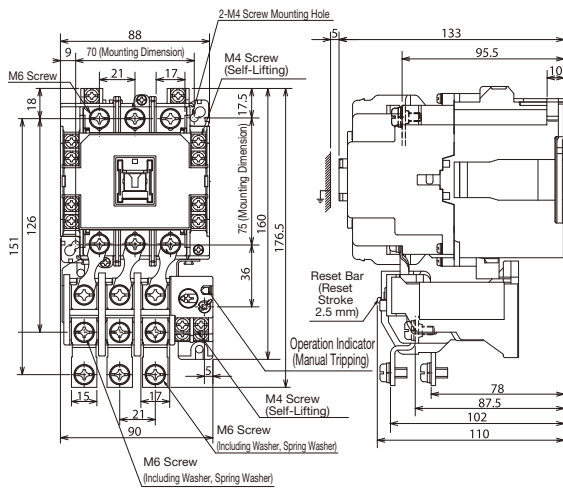 88
2-M4 Screw Mounting Hole
9
70 (Mounting Dimension)
M4 Screw
(Self-Lifting)
21
17
M6 Screw
18
17.5
151
126
75 (Mounting Dimension)
160
176.5
36
Operation Indicator
(Manual Tripping)
5
15
17
21
90
M4 Screw
(Self-Lifting)
M6 Screw
(Including Washer, Spring Washer)
M6 Screw
(Including Washer, Spring Washer)
5
133
95.5
10
Reset Bar
(Reset
Stroke
2.5 mm)
78
87.5
102
110